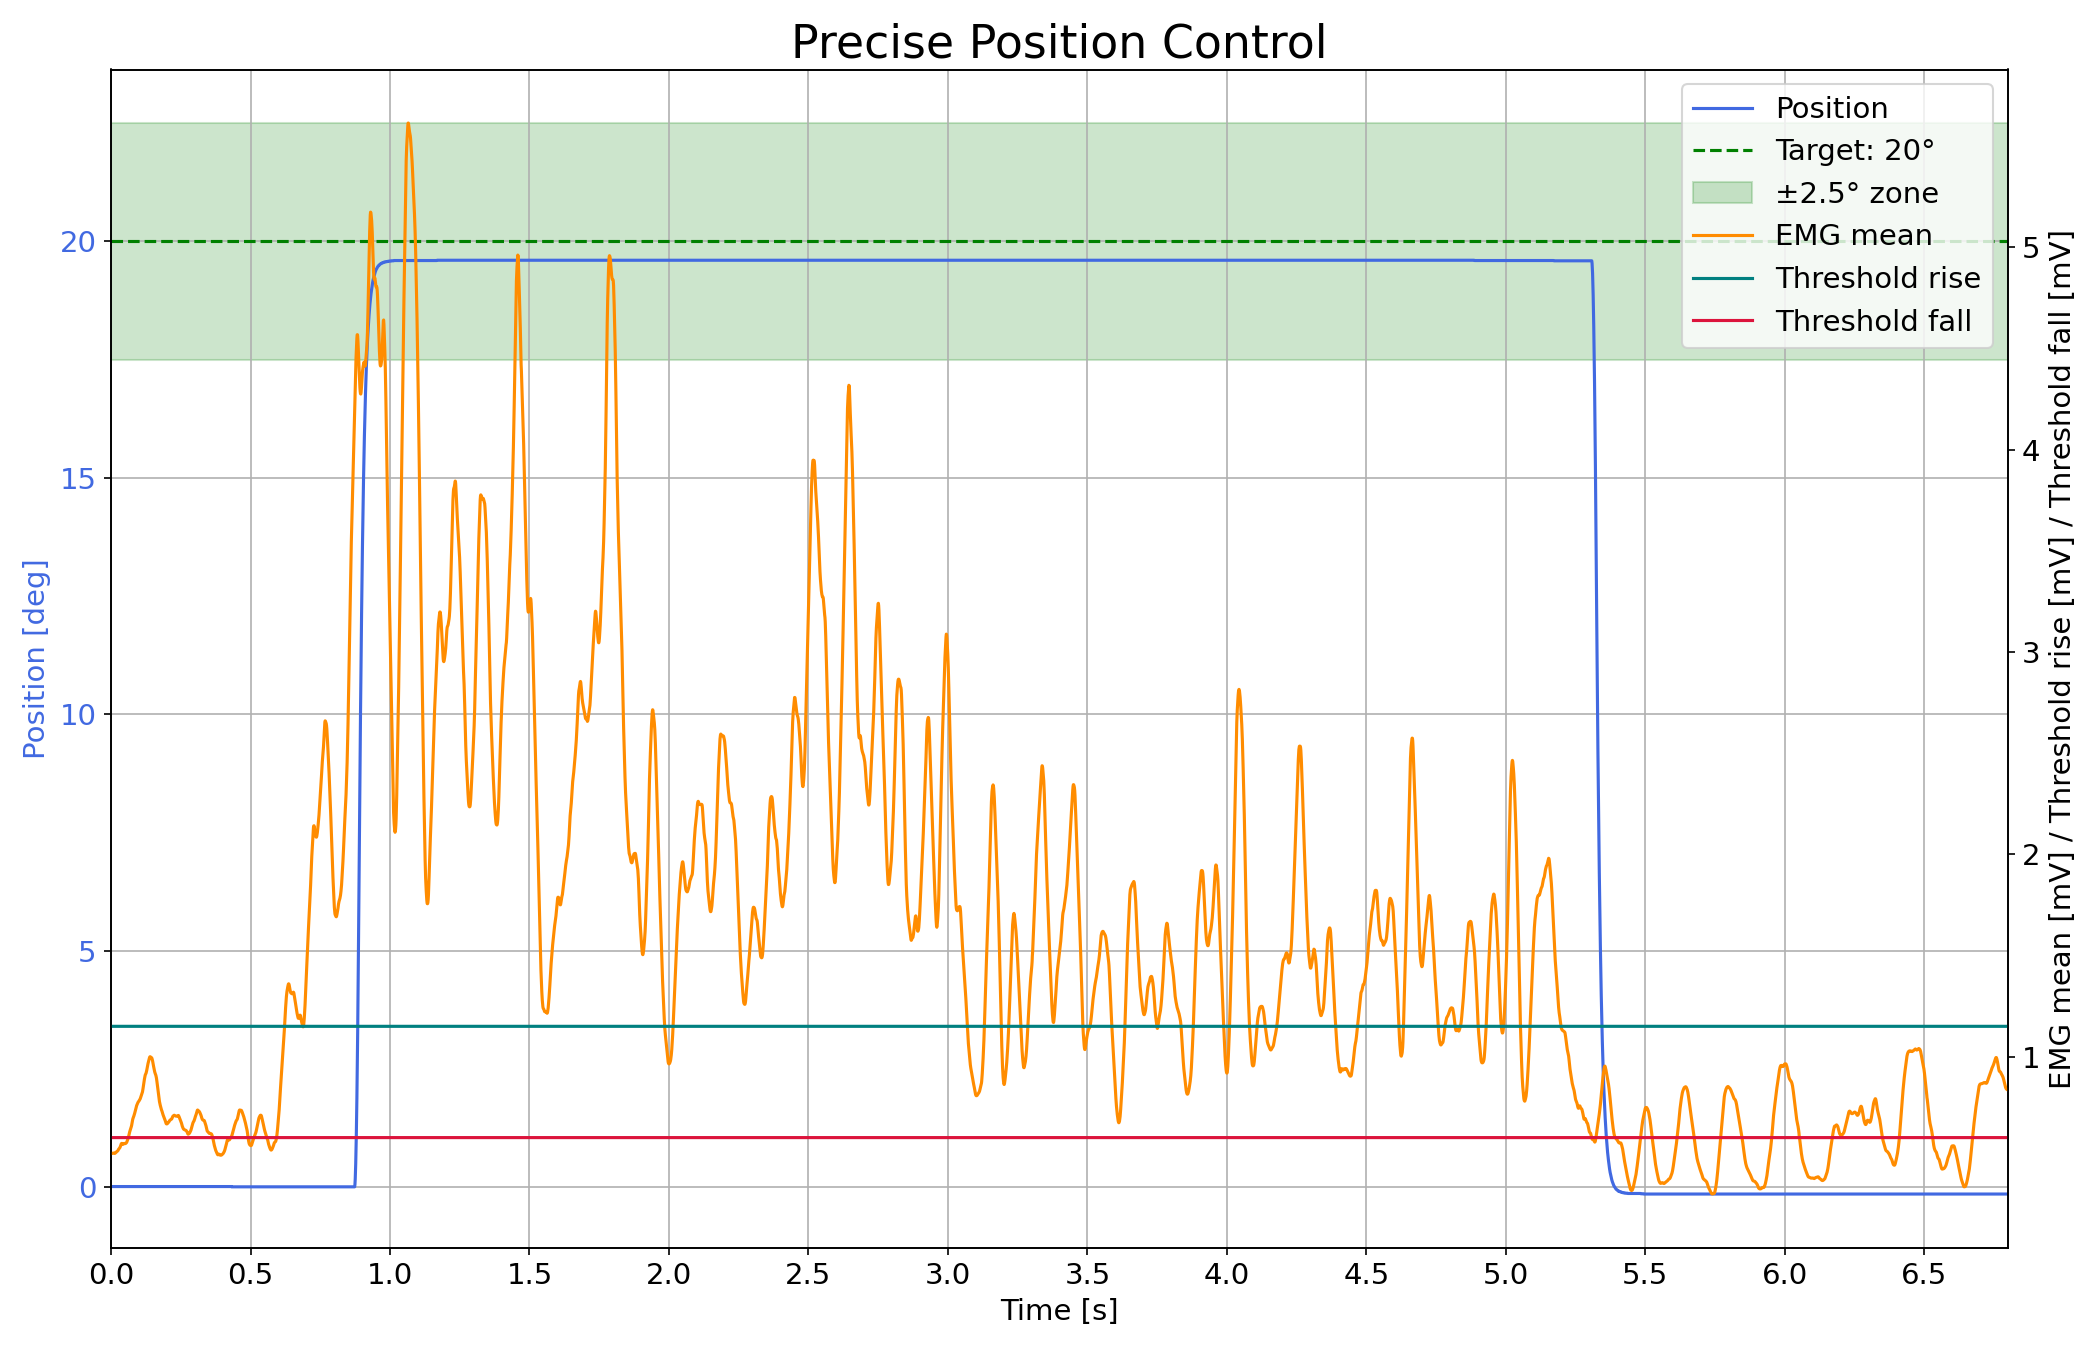 Precise Position Control
Position
Target: 20°
±2.5° zone
EMG mean
Threshold rise
Threshold fall
Position [deg]
20
15
10
5
0
5
4
3
2
1
EMG mean [mV] / Threshold rise [mV] / Threshold fall [mV]
0.0 0.5 1.0 1.5 2.0 2.5 3.0 3.5 4.0 4.5 5.0 5.5 6.0 6.5
Time [s]